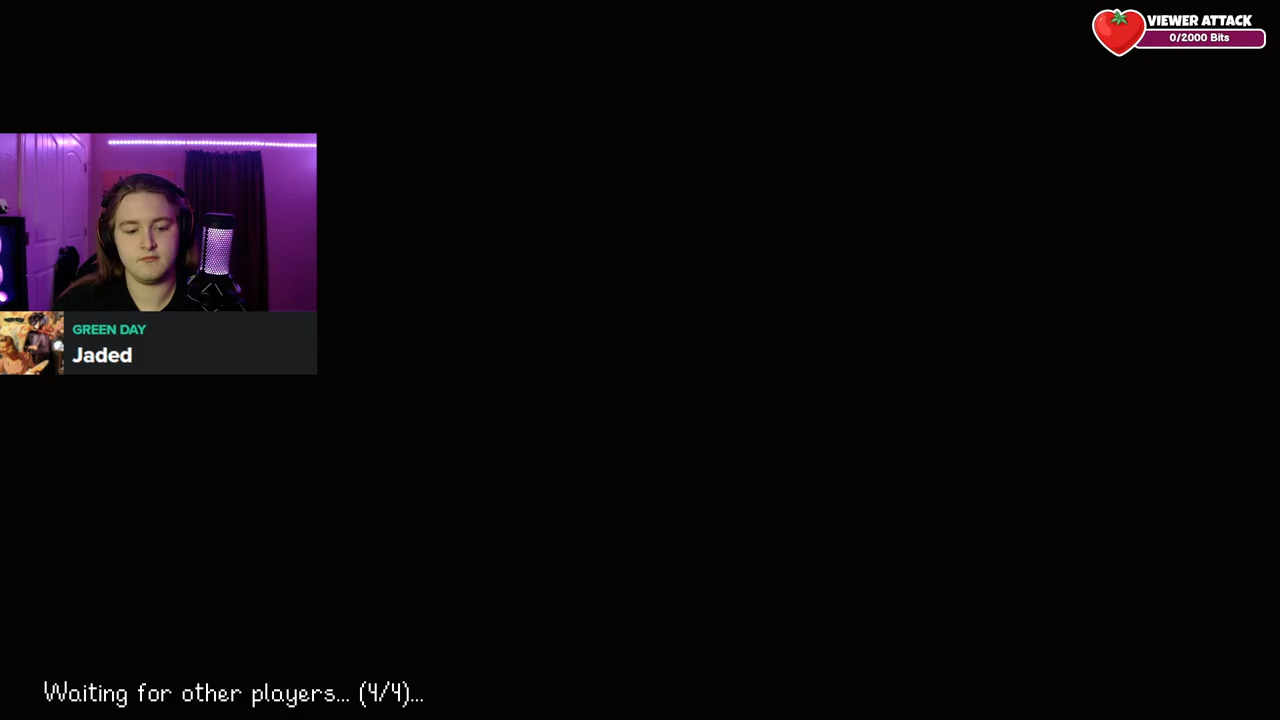 VIEWER ATTACK
0/2000 Bits
GREEN DAY
Jaded
Waiting for other players... (4/4)...